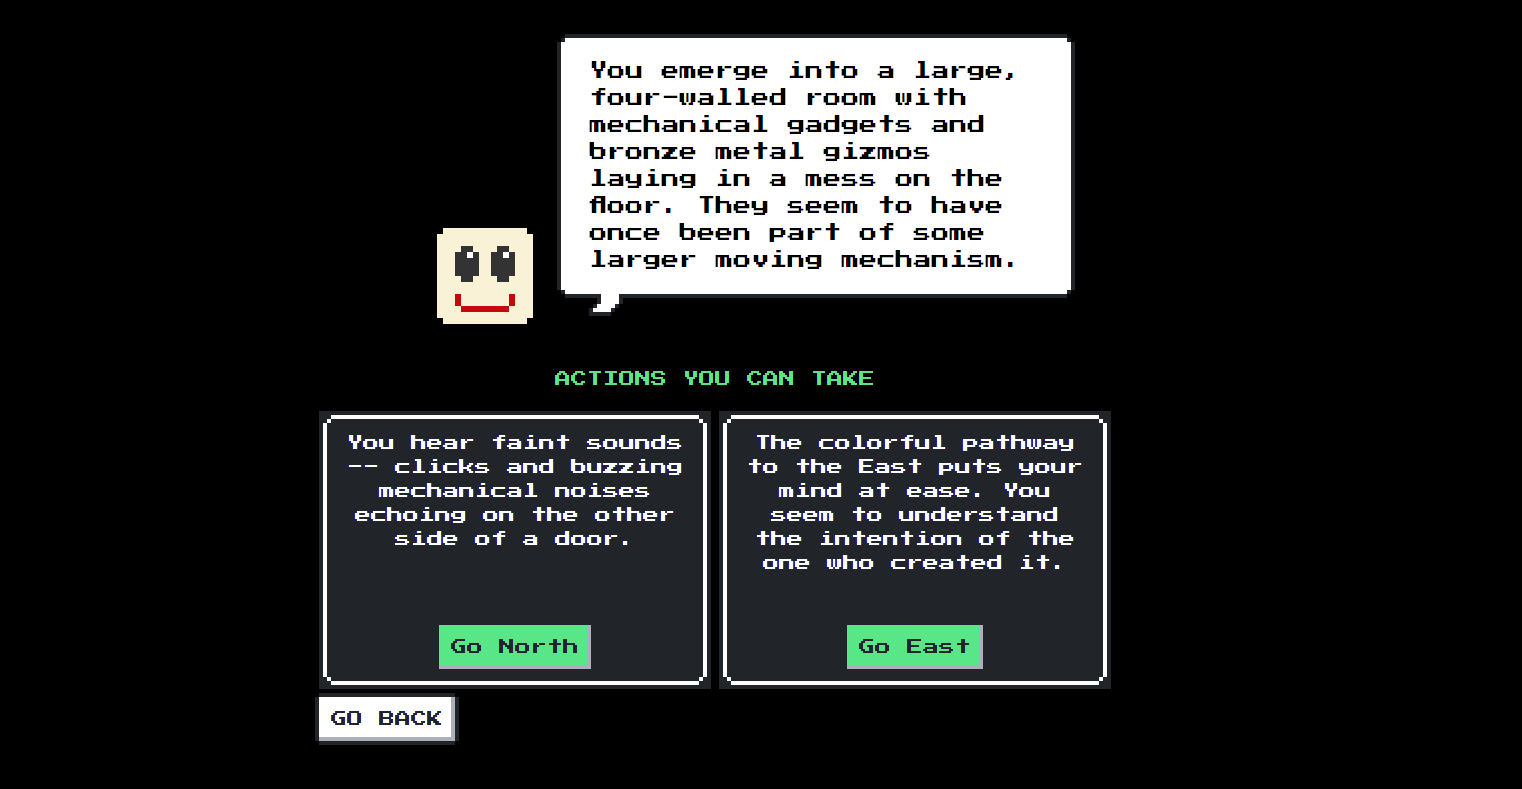 You emerge into a large,
four-walled room with
mechanical gadgets and
bronze metal gizmos
laying in a mess on the
floor. They seem to have
once been part of some
larger moving mechanism.
ACTIONS YOU CAN TAKE
You hear faint sounds
-- clicks and buzzing
mechanical noises
echoing on the other
side of a door.
Go North
The colorful pathway
to the East puts your
mind at ease. You
seem to understand
the intention of the
one who created it.
Go East
GO BACK